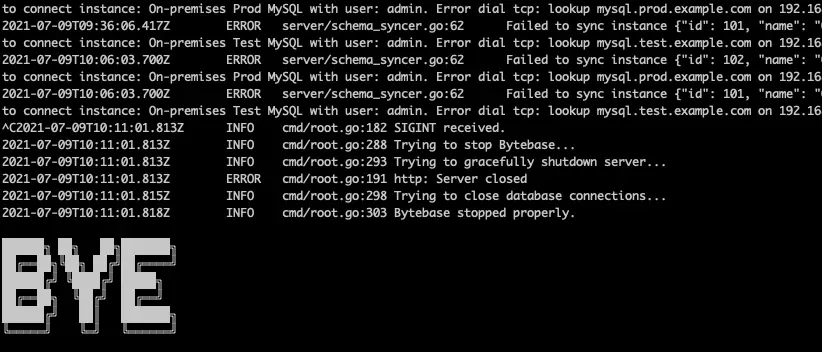 to connect instance: On-premises Prod MySQL with user: admin. Error dial tcp: lookup mysql.prod.example.com on 192.16
2021-07-09T09:36:06.417Z ERROR server/schema_syncer.go:62 Failed to sync instance {"id": 101, "name": "
to connect instance: On-premises Test MySQL with user: admin. Error dial tcp: lookup mysql.test.example.com on 192.16
2021-07-09T10:06:03.700Z ERROR server/schema_syncer.go:62 Failed to sync instance {"id": 102, "name": "
to connect instance: On-premises Prod MySQL with user: admin. Error dial tcp: lookup mysql.prod.example.com on 192.16
2021-07-09T10:06:03.700Z ERROR server/schema_syncer.go:62 Failed to sync instance {"id": 101, "name": "
to connect instance: On-premises Test MySQL with user: admin. Error dial tcp: lookup mysql.test.example.com on 192.16
^C2021-07-09T10:11:01.813Z INFO cmd/root.go:182 SIGINT received.
2021-07-09T10:11:01.813Z INFO cmd/root.go:288 Trying to stop Bytebase...
2021-07-09T10:11:01.813Z INFO cmd/root.go:293 Trying to gracefully shutdown server...
2021-07-09T10:11:01.813Z ERROR cmd/root.go:191 http: Server closed
2021-07-09T10:11:01.815Z INFO cmd/root.go:298 Trying to close database connections...
2021-07-09T10:11:01.818Z INFO cmd/root.go:303 Bytebase stopped properly.
BYE